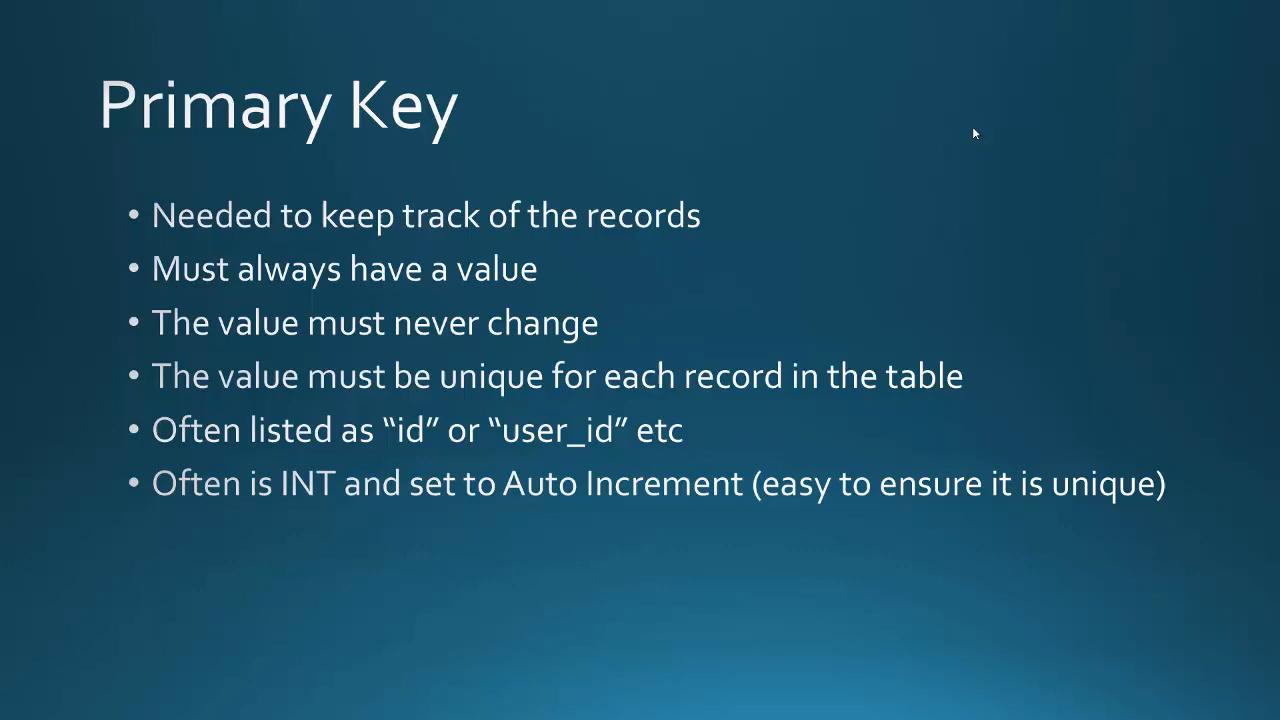 Primary Key
• Needed to keep track of the records
• Must always have a value
• The value must never change
• The value must be unique for each record in the table
• Often listed as “id” or “user_id” etc
• Often is INT and set to Auto Increment (easy to ensure it is unique)